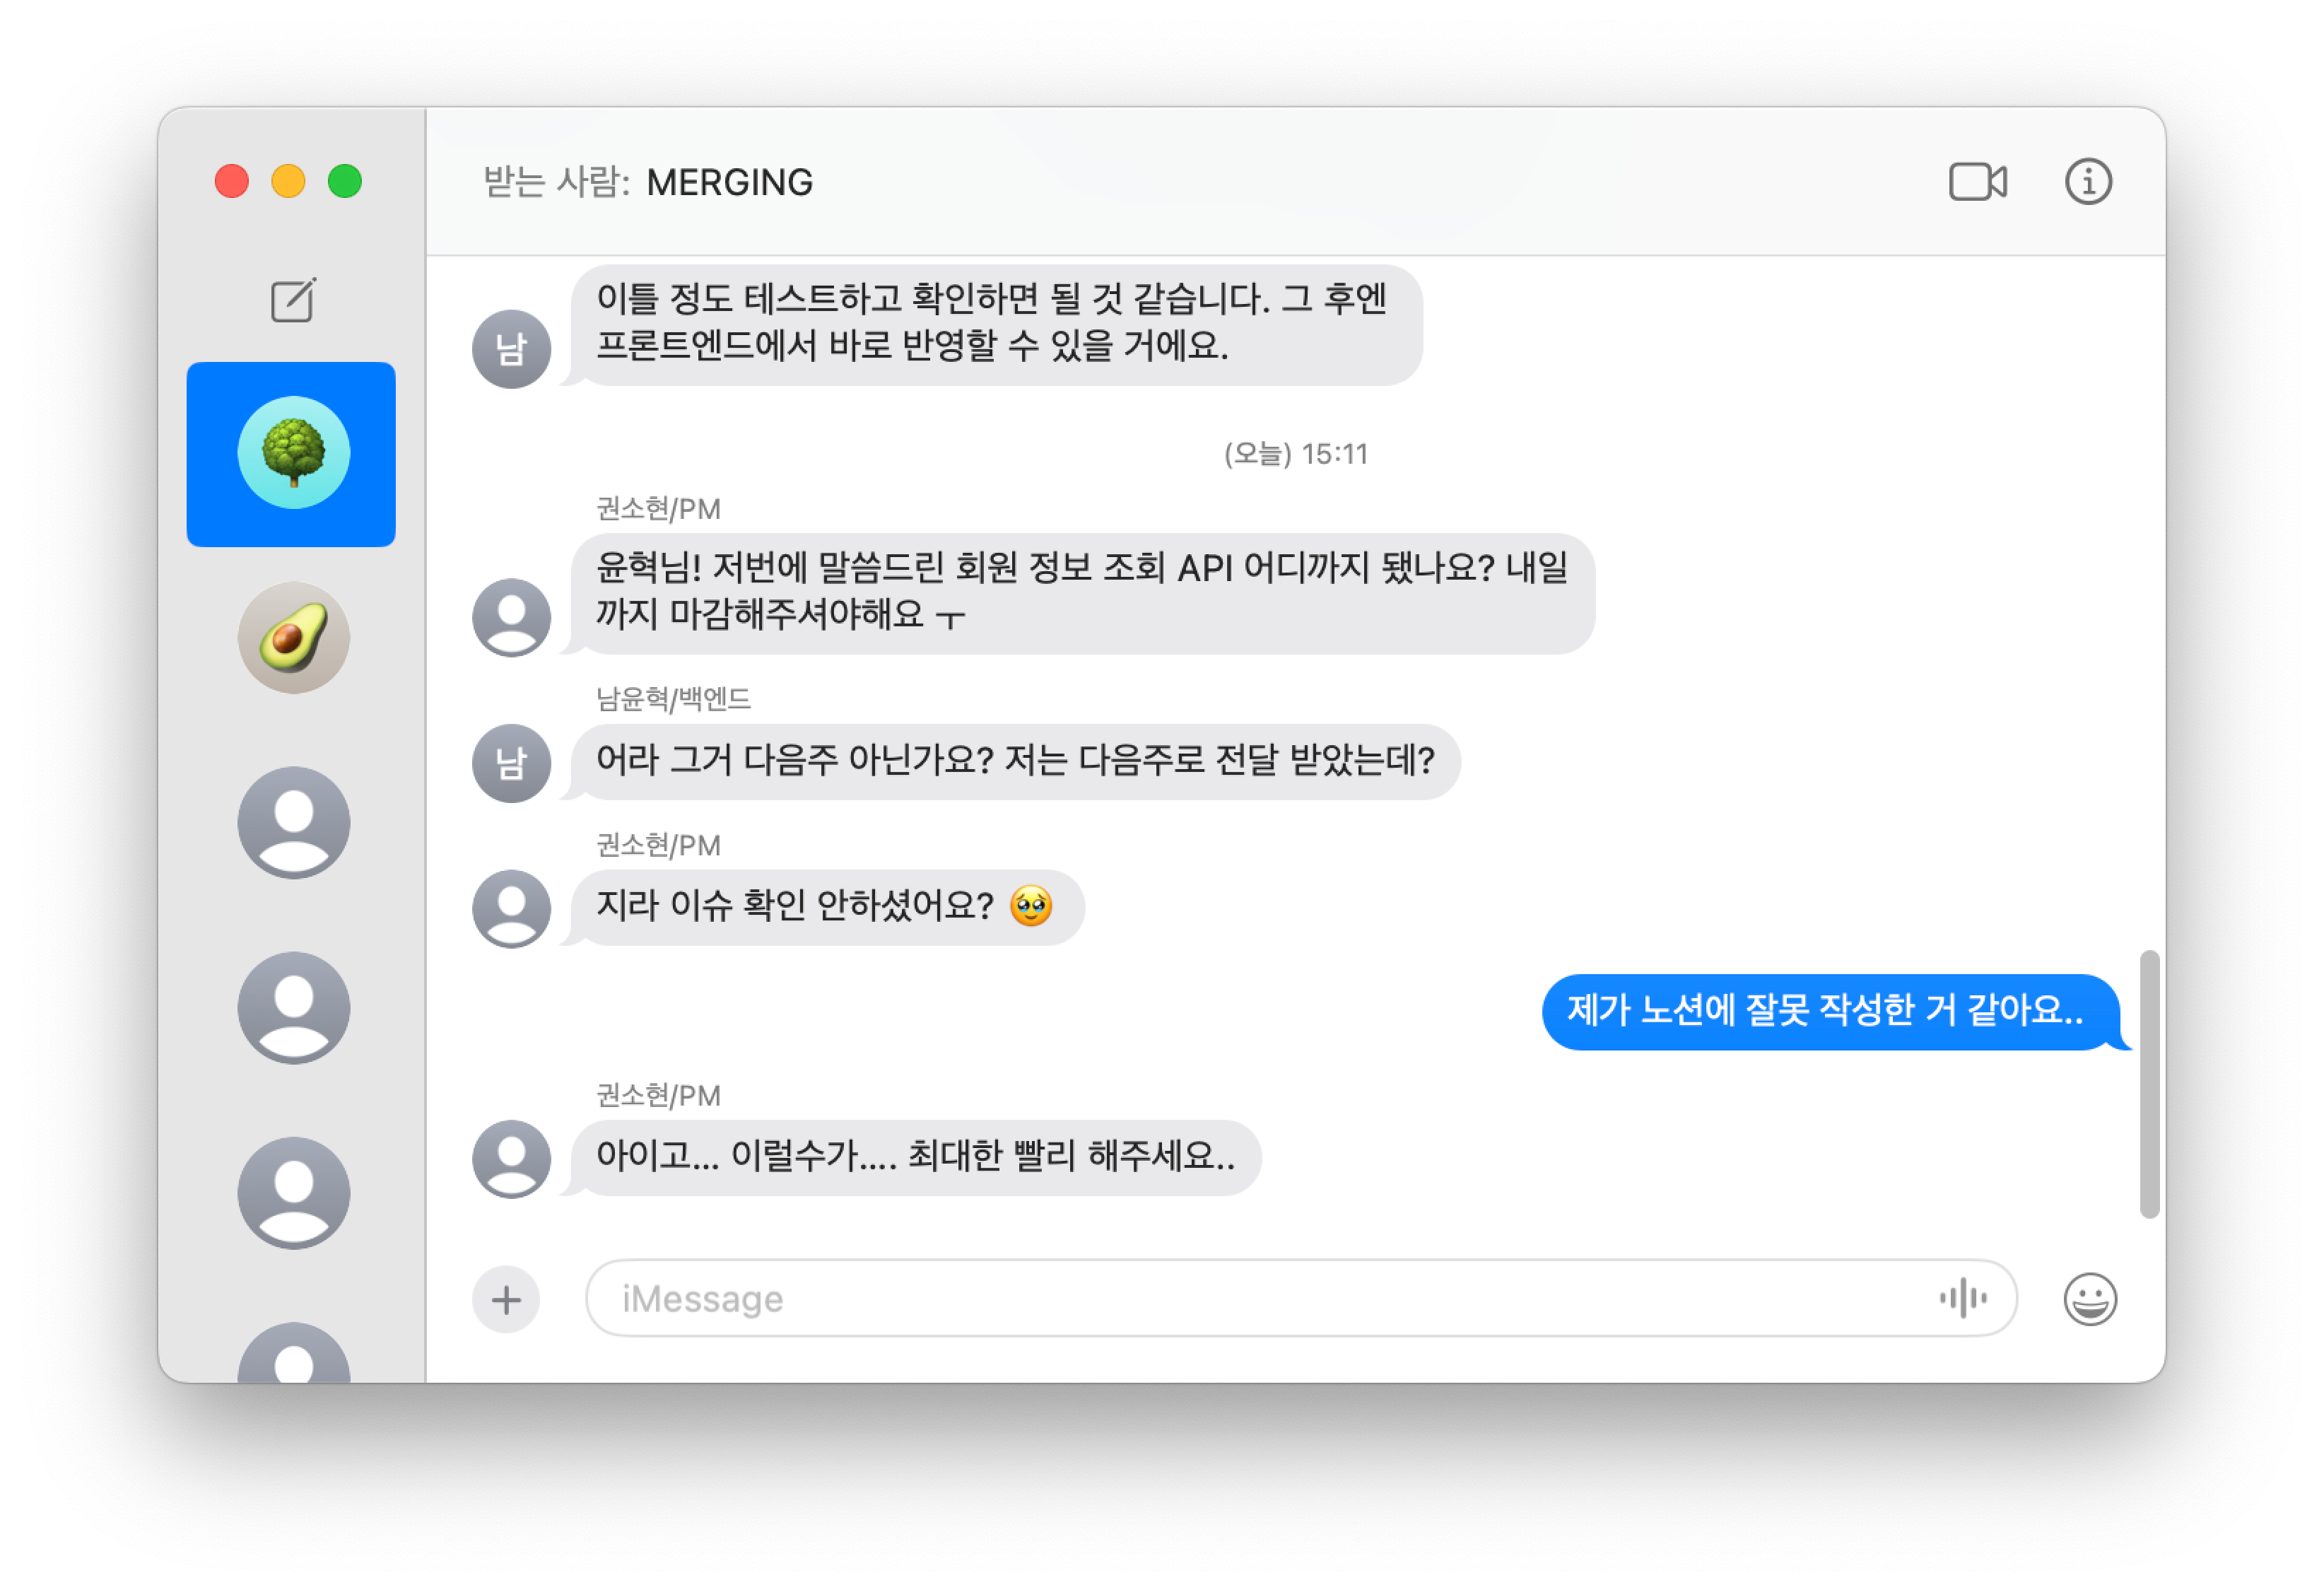 받는 사람: MERGING
이틀 정도 테스트하고 확인하면 될 것 같습니다. 그 후엔
프론트엔드에서 바로 반영할 수 있을 거에요.
남
(오늘) 15:11
권소현/PM
윤혁님! 저번에 말씀드린 회원 정보 조회 API 어디까지 됐나요? 내일
까지 마감해주셔야해요 ㅜ
남윤혁/백엔드
남
어라 그거 다음주 아닌가요? 저는 다음주로 전달 받았는데?
권소현/PM
지라 이슈 확인 안하셨어요? 🥹
제가 노션에 잘못 작성한 거 같아요..
권소현/PM
아이고... 이럴수가.... 최대한 빨리 해주세요..
iMessage